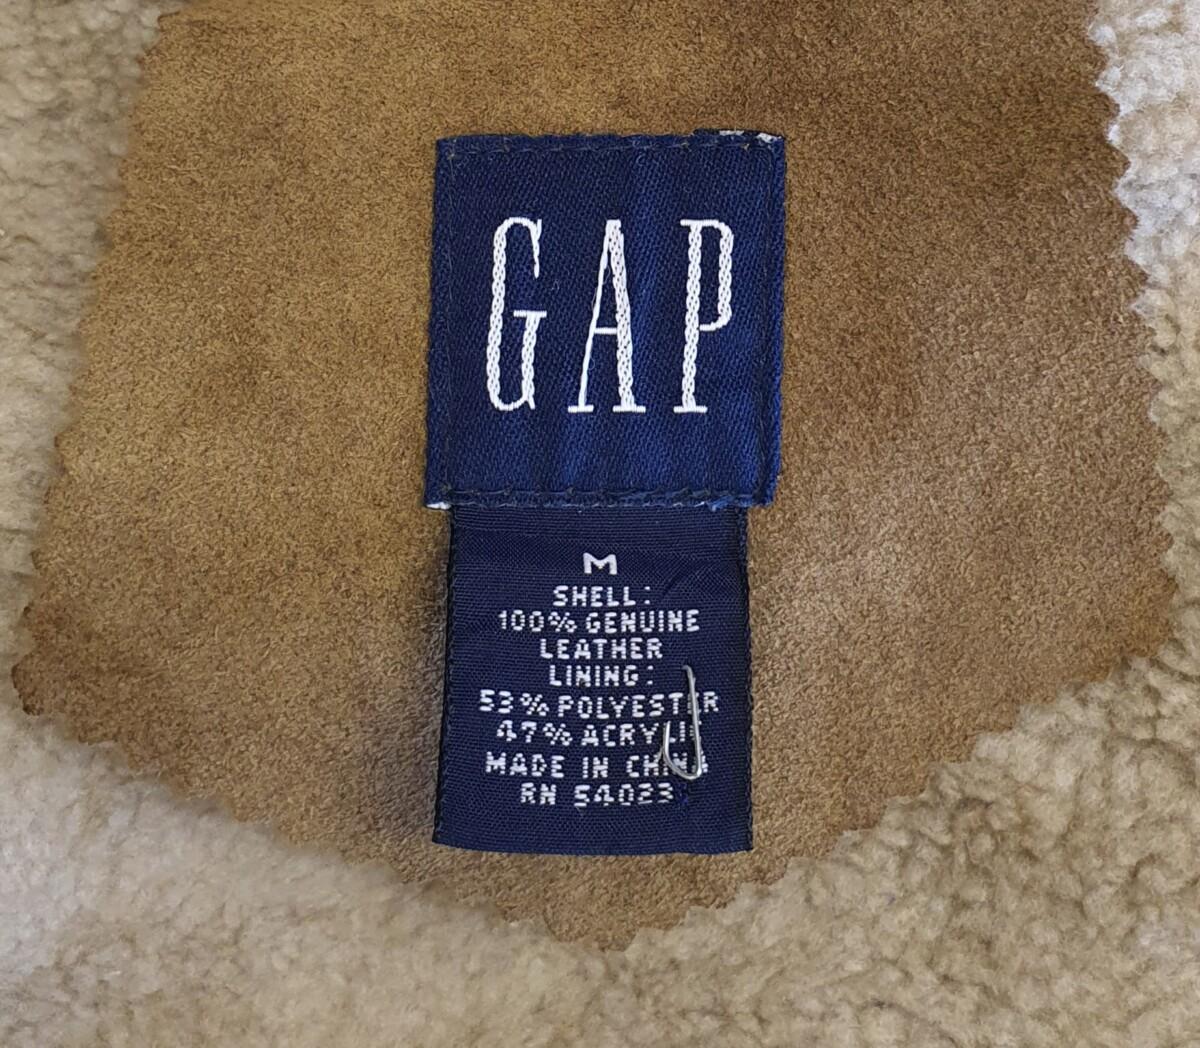 GAP
M
SHELL:
100% GENUINE
LEATHER
LINING:
53% POLYESTER
47% ACRYLIC
MADE IN CHINA
RN 54023